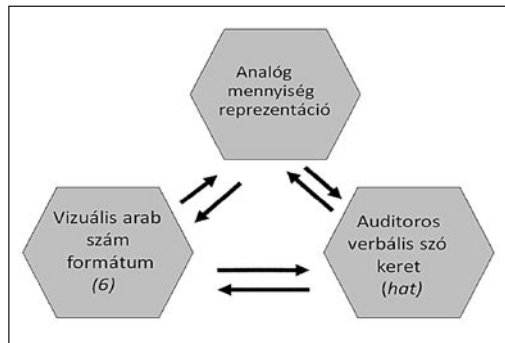 Analóg
mennyiség
reprezentáció
Vizuális arab
szám
formátum
(6)
Auditoros
verbális szó
keret
(hat)